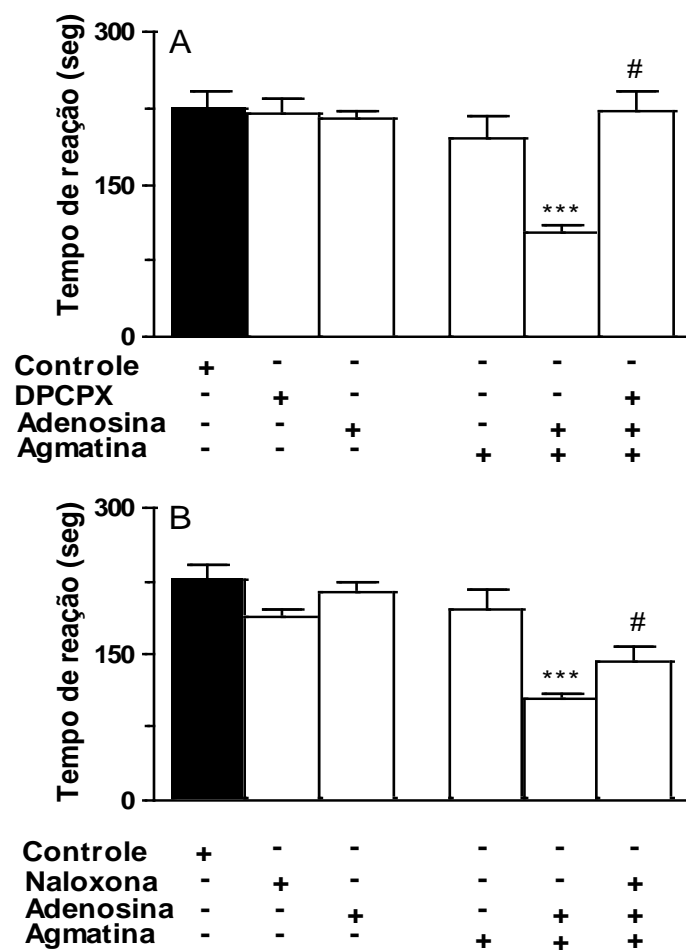 300
A
#
150
***
0
Tempo de reação (seg)
Controle + - - - - -
DPCPX - + - - - +
Adenosina - - + - + +
Agmatina - - - + + +
300
B
#
150
***
0
Tempo de reação (seg)
Controle + - - - - -
Naloxona - + - - - +
Adenosina - - + - + +
Agmatina - - - + + +